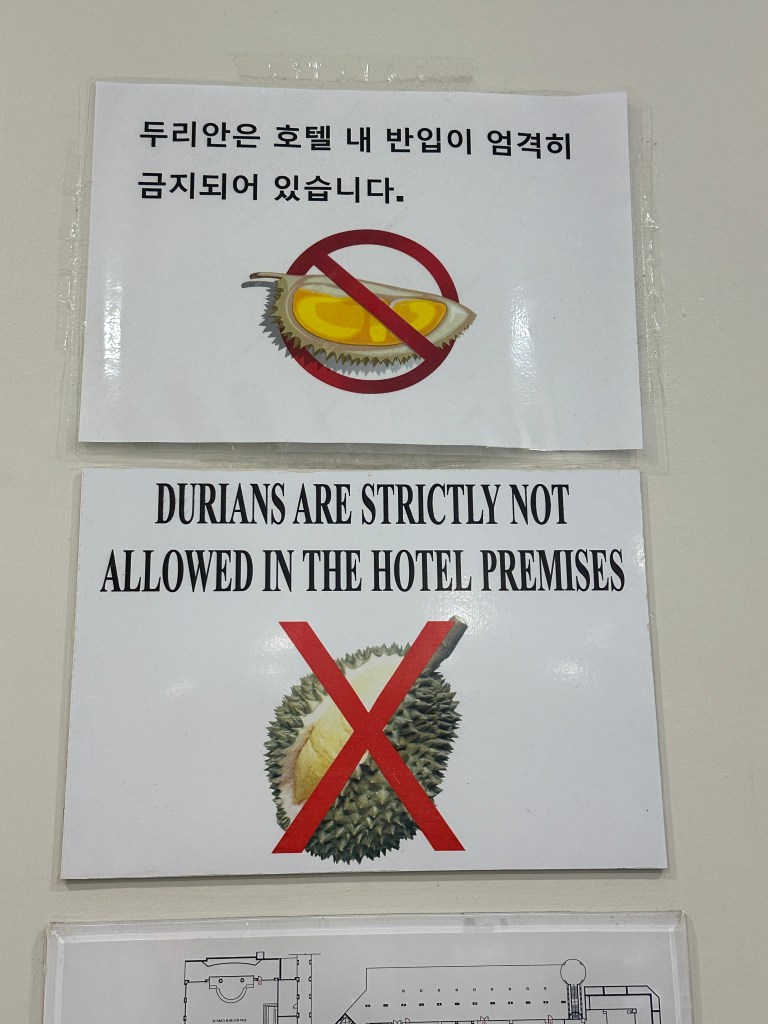 두리안은 호텔 내 반입이 엄격히
금지되어 있습니다.
DURIANS ARE STRICTLY NOT
ALLOWED IN THE HOTEL PREMISES